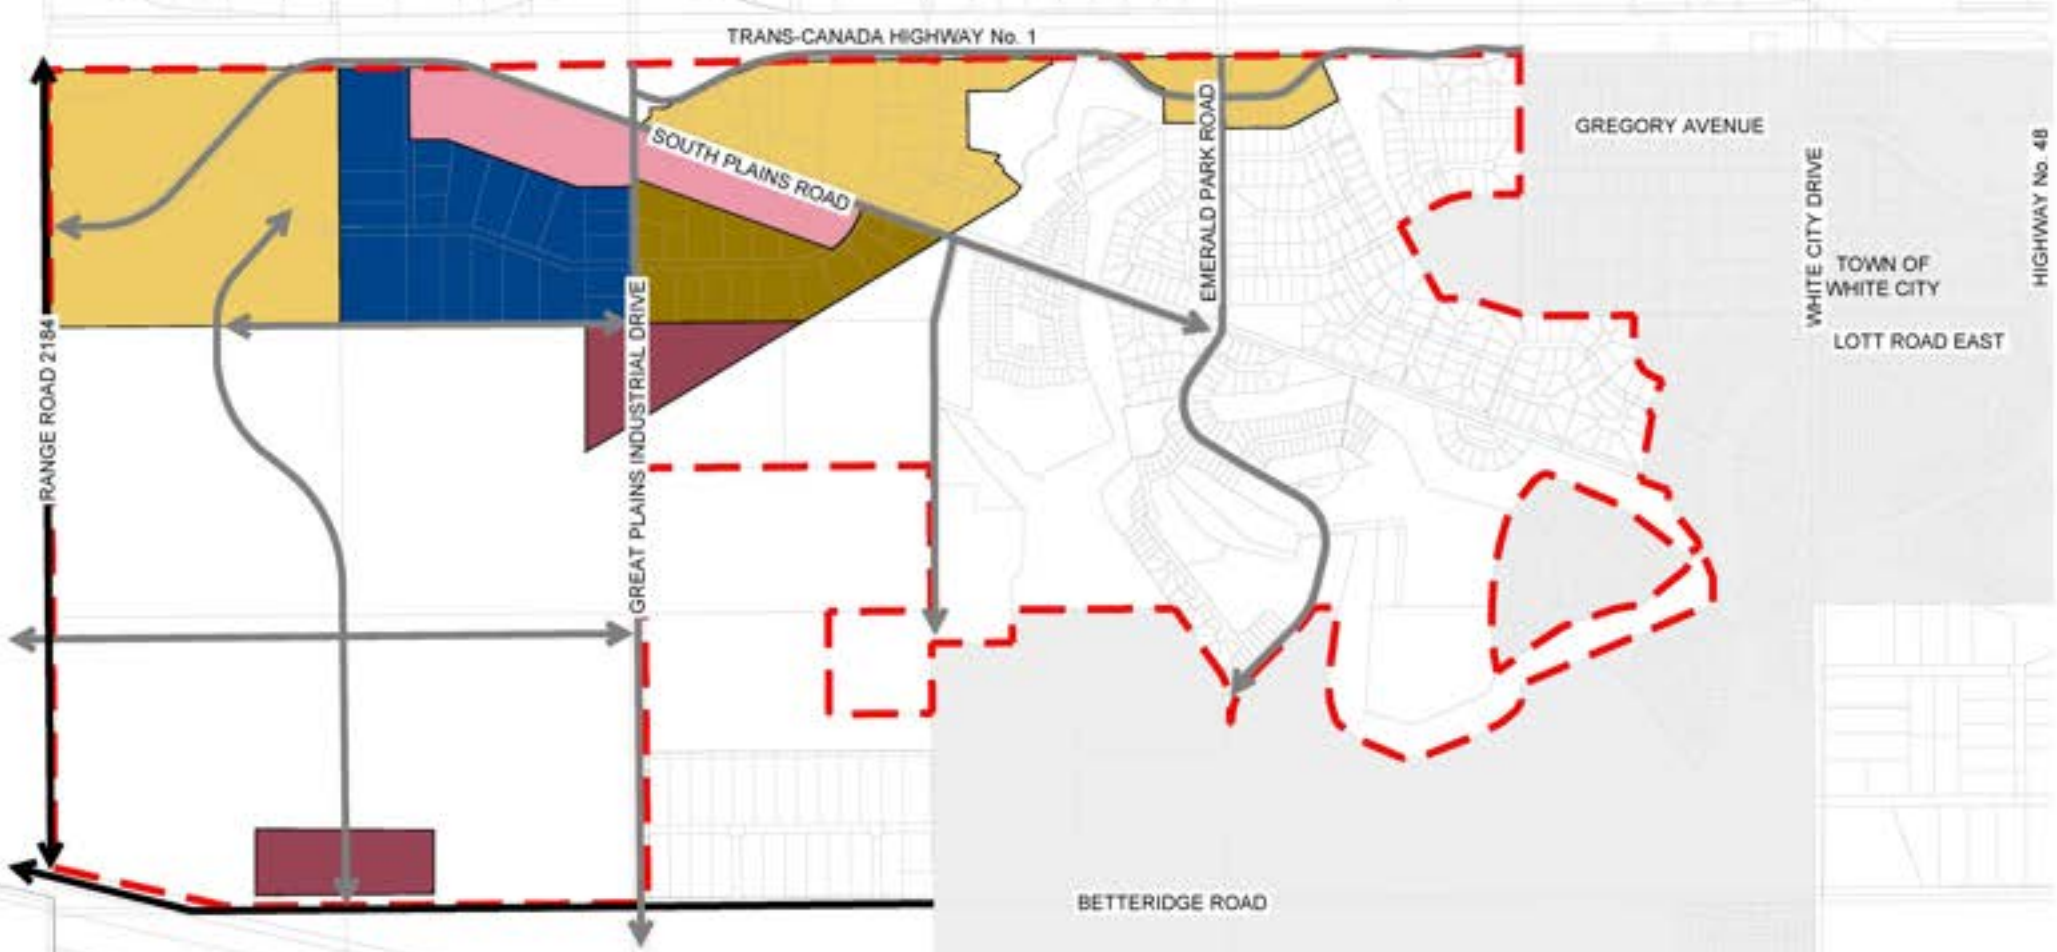 TRANS-CANADA HIGHWAY No. 1
GREGORY AVENUE
SOUTH PLAINS ROAD
EMERALD PARK ROAD
WHITE CITY DRIVE
HIGHWAY No. 48
TOWN OF
WHITE CITY
LOTT ROAD EAST
RANGE ROAD 2184
GREAT PLAINS INDUSTRIAL DRIVE
BETTERIDGE ROAD